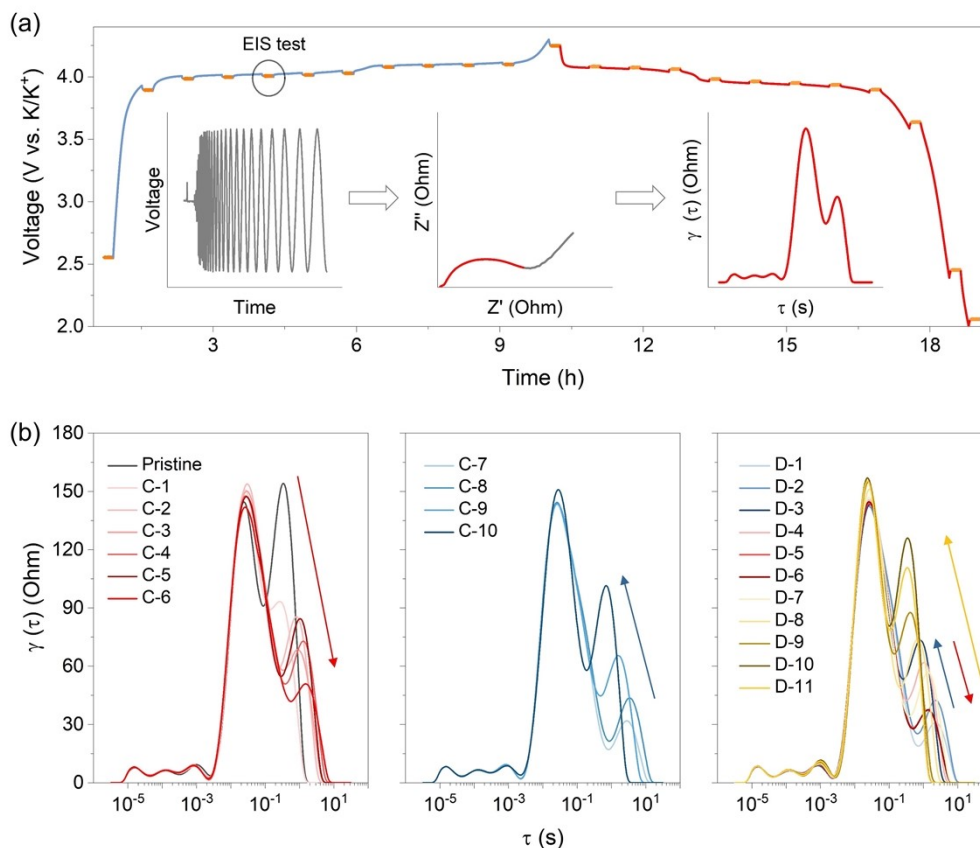 (a)
EIS test
Voltage (V vs. K/K⁺)
4.0
3.5
3.0
2.5
2.0
3
6
9
12
15
18
Time (h)
Voltage
Time
Z'' (Ohm)
Z' (Ohm)
γ (τ) (Ohm)
τ (s)
(b)
γ (τ) (Ohm)
180
150
120
90
60
30
0
Pristine
C-1
C-2
C-3
C-4
C-5
C-6
10⁻⁵
10⁻³
10⁻¹
10¹
C-7
C-8
C-9
C-10
10⁻⁵
10⁻³
10⁻¹
10¹
D-1
D-2
D-3
D-4
D-5
D-6
D-7
D-8
D-9
D-10
D-11
10⁻⁵
10⁻³
10⁻¹
10¹
τ (s)